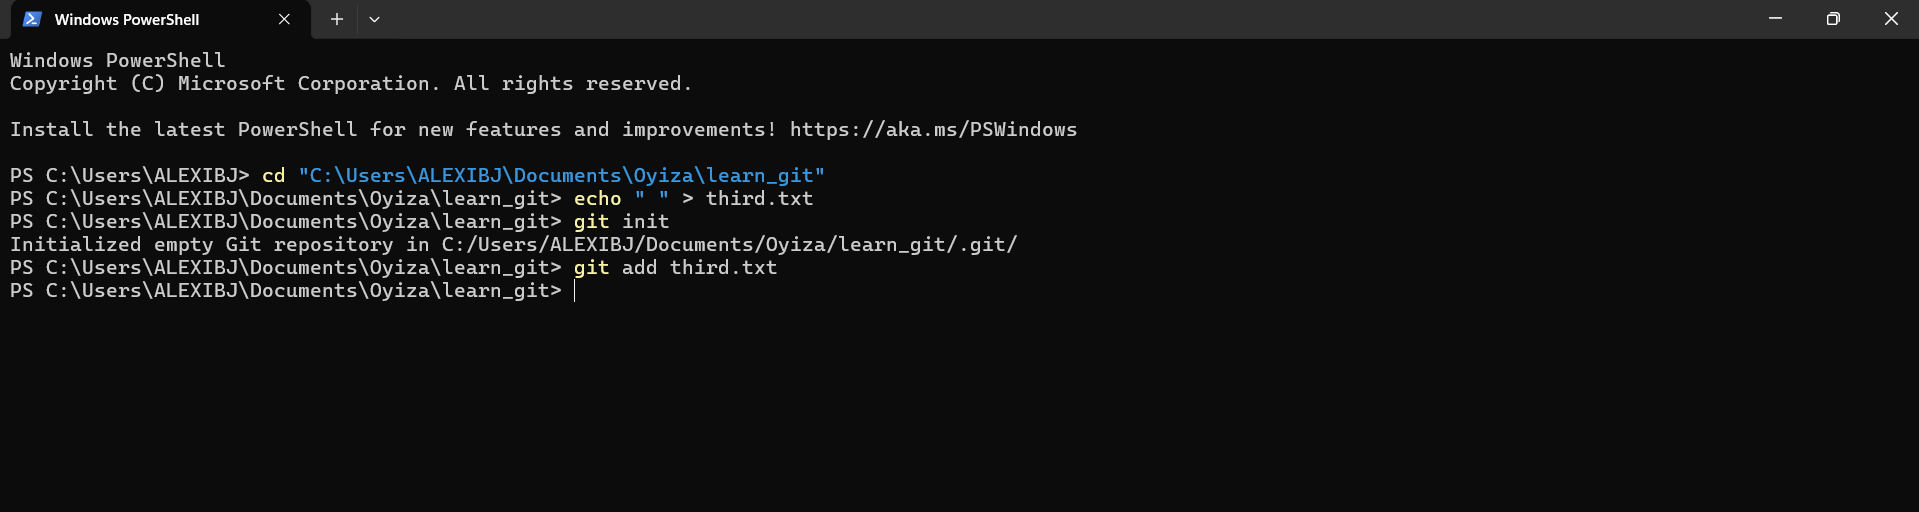 Windows PowerShell
Windows PowerShell
Copyright (C) Microsoft Corporation. All rights reserved.
Install the latest PowerShell for new features and improvements! https://aka.ms/PSWindows
PS C:\Users\ALEXIBJ> cd "C:\Users\ALEXIBJ\Documents\Oyiza\learn_git"
PS C:\Users\ALEXIBJ\Documents\Oyiza\learn_git> echo " " > third.txt
PS C:\Users\ALEXIBJ\Documents\Oyiza\learn_git> git init
Initialized empty Git repository in C:/Users/ALEXIBJ/Documents/Oyiza/learn_git/.git/
PS C:\Users\ALEXIBJ\Documents\Oyiza\learn_git> git add third.txt
PS C:\Users\ALEXIBJ\Documents\Oyiza\learn_git>